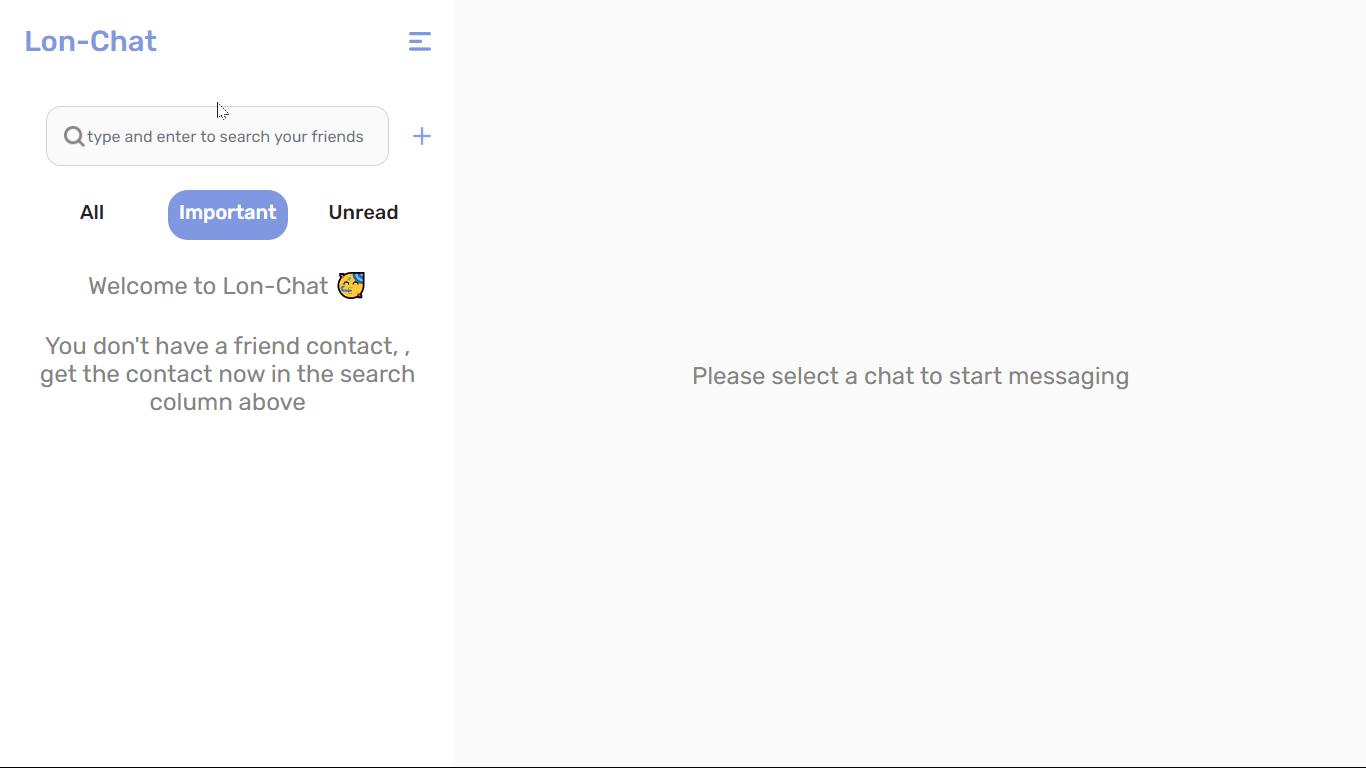 Lon-Chat
type and enter to search your friends
All
Important
Unread
Welcome to Lon-Chat 🥳
You don't have a friend contact, ,
get the contact now in the search
column above
Please select a chat to start messaging